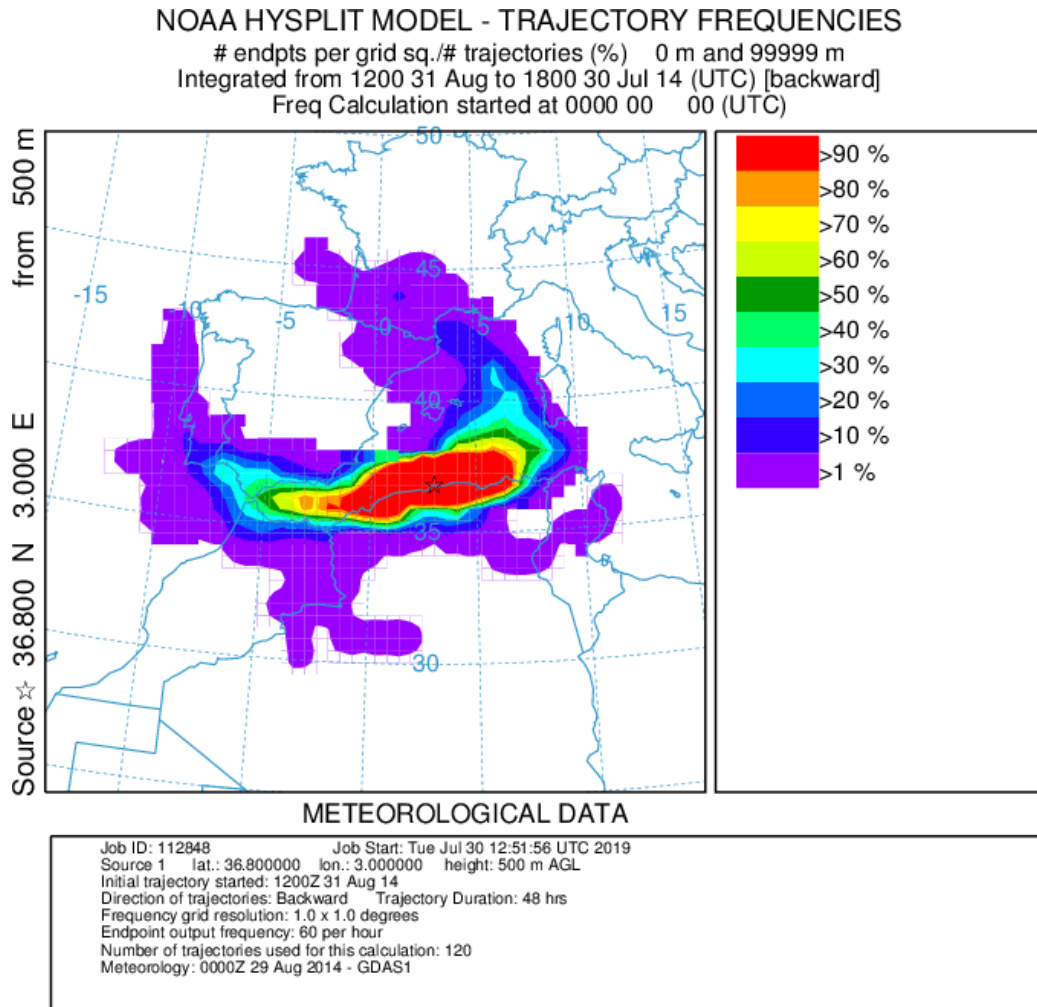 NOAA HYSPLIT MODEL - TRAJECTORY FREQUENCIES
# endpts per grid sq./# trajectories (%) 0 m and 99999 m
Integrated from 1200 31 Aug to 1800 30 Jul 14 (UTC) [backward]
Freq Calculation started at 0000 00 00 (UTC)
Source ☆ 36.800 N 3.000 E from 500 m
50
45
-15
-10
-5
0
5
10
15
40
35
30
>90 %
>80 %
>70 %
>60 %
>50 %
>40 %
>30 %
>20 %
>10 %
>1 %
METEOROLOGICAL DATA
Job ID: 112848 Job Start: Tue Jul 30 12:51:56 UTC 2019
Source 1 lat.: 36.800000 lon.: 3.000000 height: 500 m AGL
Initial trajectory started: 1200Z 31 Aug 14
Direction of trajectories: Backward Trajectory Duration: 48 hrs
Frequency grid resolution: 1.0 x 1.0 degrees
Endpoint output frequency: 60 per hour
Number of trajectories used for this calculation: 120
Meteorology: 0000Z 29 Aug 2014 - GDAS1